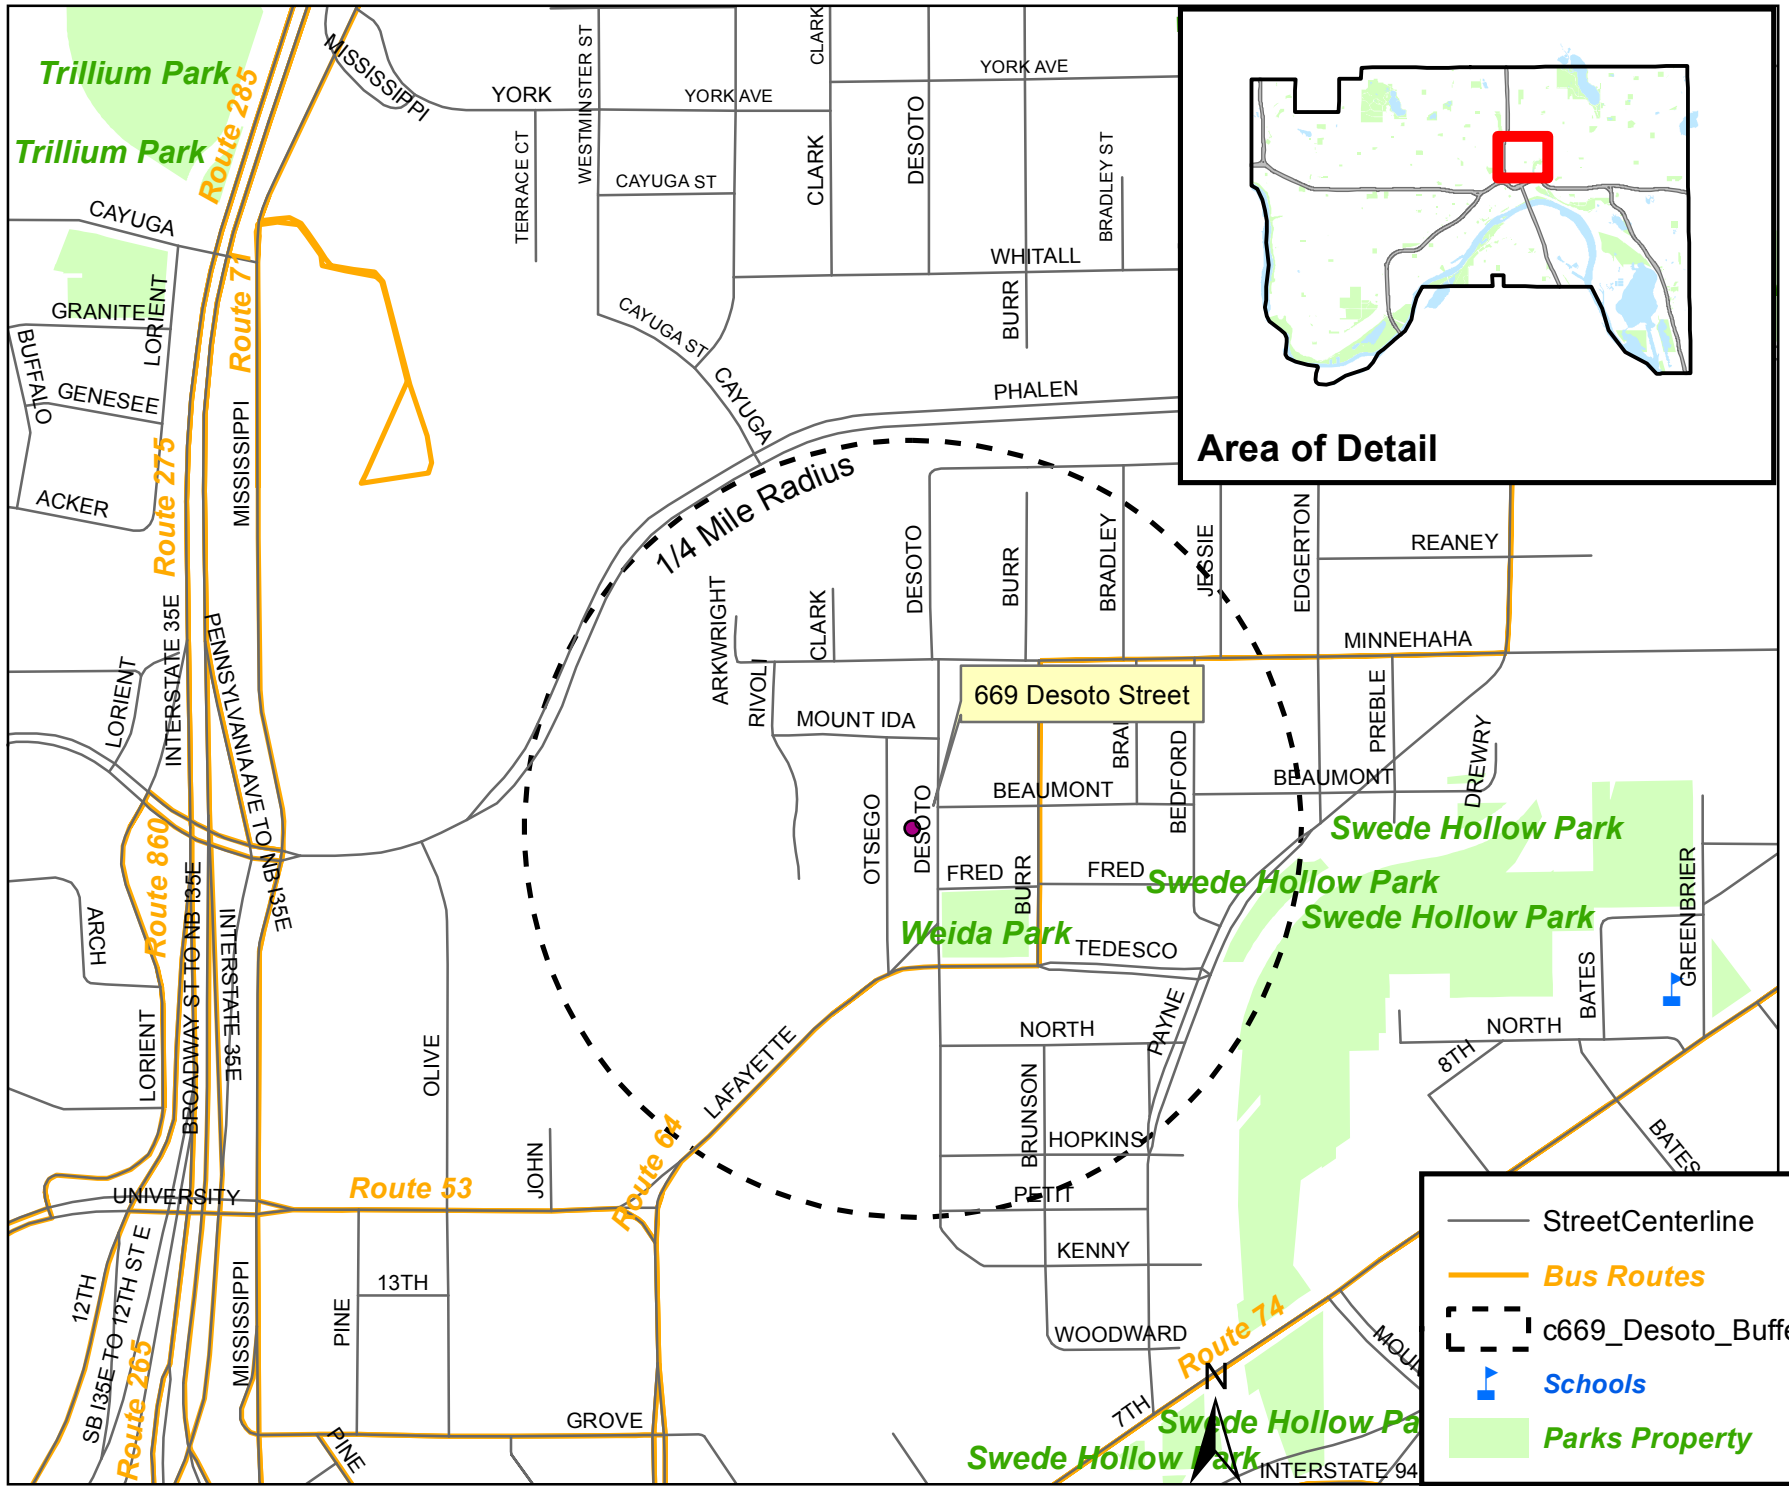 Trillium Park
Trillium Park
Route 285
MISSISSIPPI
YORK
WESTMINSTER ST
YORK AVE
CLARK
YORK AVE
TERRACE CT
CAYUGA ST
CLARK
DESOTO
BRADLEY ST
CAYUGA
WHITALL
Route 71
GRANITE
LORIENT
BUFFALO
GENESEE
BURR
CAYUGA ST
CAYUGA
PHALEN
Area of Detail
MISSISSIPPI
Route 275
ACKER
1/4 Mile Radius
DESOTO
BURR
BRADLEY
JESSIE
EDGERTON
REANEY
ARKWRIGHT
CLARK
RIVOLI
MINNEHAHA
INTERSTATE 35E
PENNSYLVANIA AVE TO NB I35E
LORIENT
669 Desoto Street
MOUNT IDA
BRA
BEDFORD
PREBLE
DREWRY
BEAUMONT
BEAUMONT
OTSEGO
DESOTO
Swede Hollow Park
Route 860
FRED
BURR
FRED
Swede Hollow Park
Swede Hollow Park
GREENBRIER
ARCH
BROADWAY ST TO NB I35E
INTERSTATE 35E
Weida Park
TEDESCO
BATES
LORIENT
OLIVE
LAFAYETTE
NORTH
PAYNE
NORTH
8TH
BRUNSON
HOPKINS
BATES
JOHN
Route 64
UNIVERSITY
Route 53
PETIT
KENNY
12TH
SB I35E TO 12TH ST E
MISSISSIPPI
13TH
PINE
WOODWARD
Route 74
MOU
Route 265
N
7TH
GROVE
PINE
Swede Hollow Pa
Swede Hollow Park
INTERSTATE 94
StreetCenterline
Bus Routes
c669_Desoto_Buffe
Schools
Parks Property